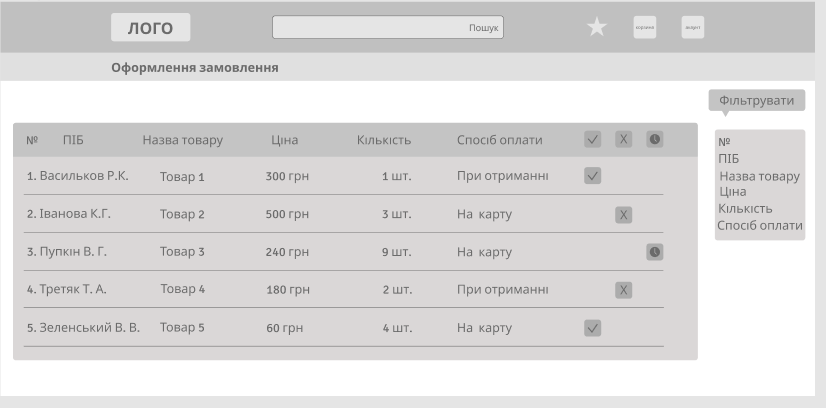 ЛОГО
Пошук
корзина
акаунт
Оформлення замовлення
Фільтрувати
№ ПІБ Назва товару Ціна Кількість Спосіб оплати X
1. Васильков Р.К. Товар 1 300 грн 1 шт. При отриманні
2. Іванова К.Г. Товар 2 500 грн 3 шт. На карту X
3. Пупкін В. Г. Товар 3 240 грн 9 шт. На карту
4. Третяк Т. А. Товар 4 180 грн 2 шт. При отриманні X
5. Зеленський В. В. Товар 5 60 грн 4 шт. На карту
№
ПІБ
Назва товару
Ціна
Кількість
Спосіб оплати